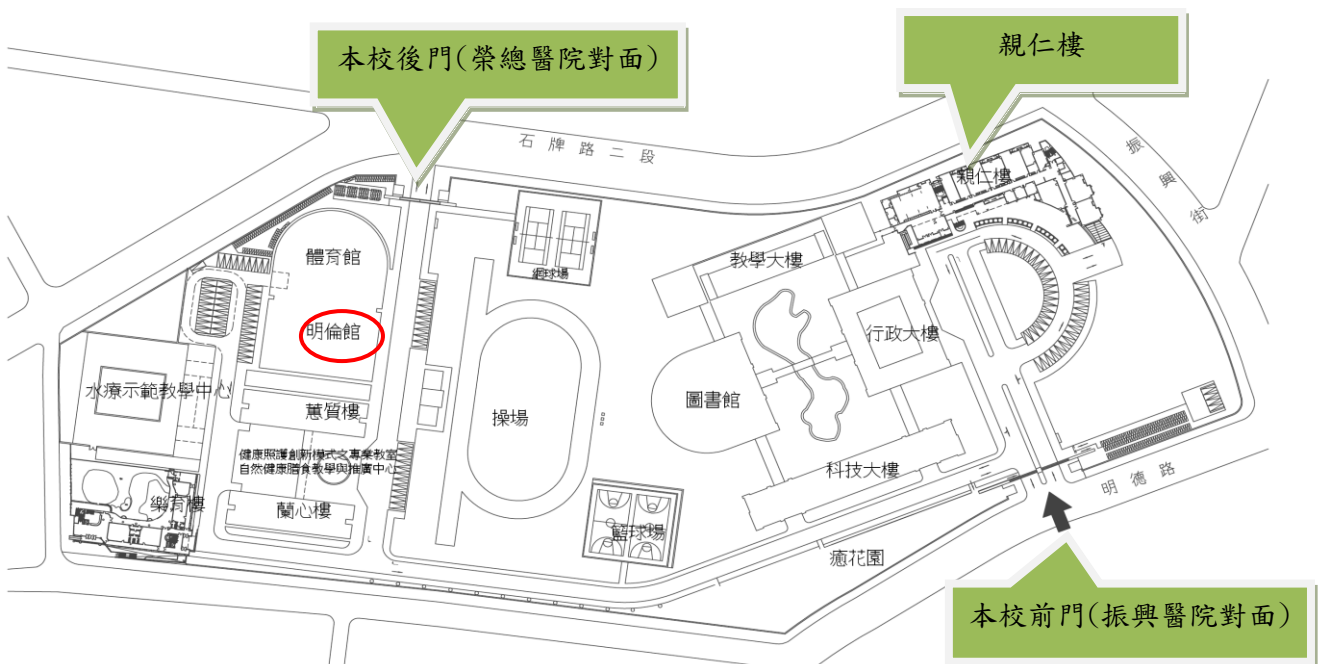 本校後門(榮總醫院對面)
親仁樓
石牌路二段
振興街
親仁樓
體育館
網球場
教學大樓
明倫館
行政大樓
水療示範教學中心
蕙質樓
操場
圖書館
健康照護創新模式之專業教室
自然健康膳食教學與推廣中心
科技大樓
樂育樓
蘭心樓
籃球場
明德路
癒花園
本校前門(振興醫院對面)